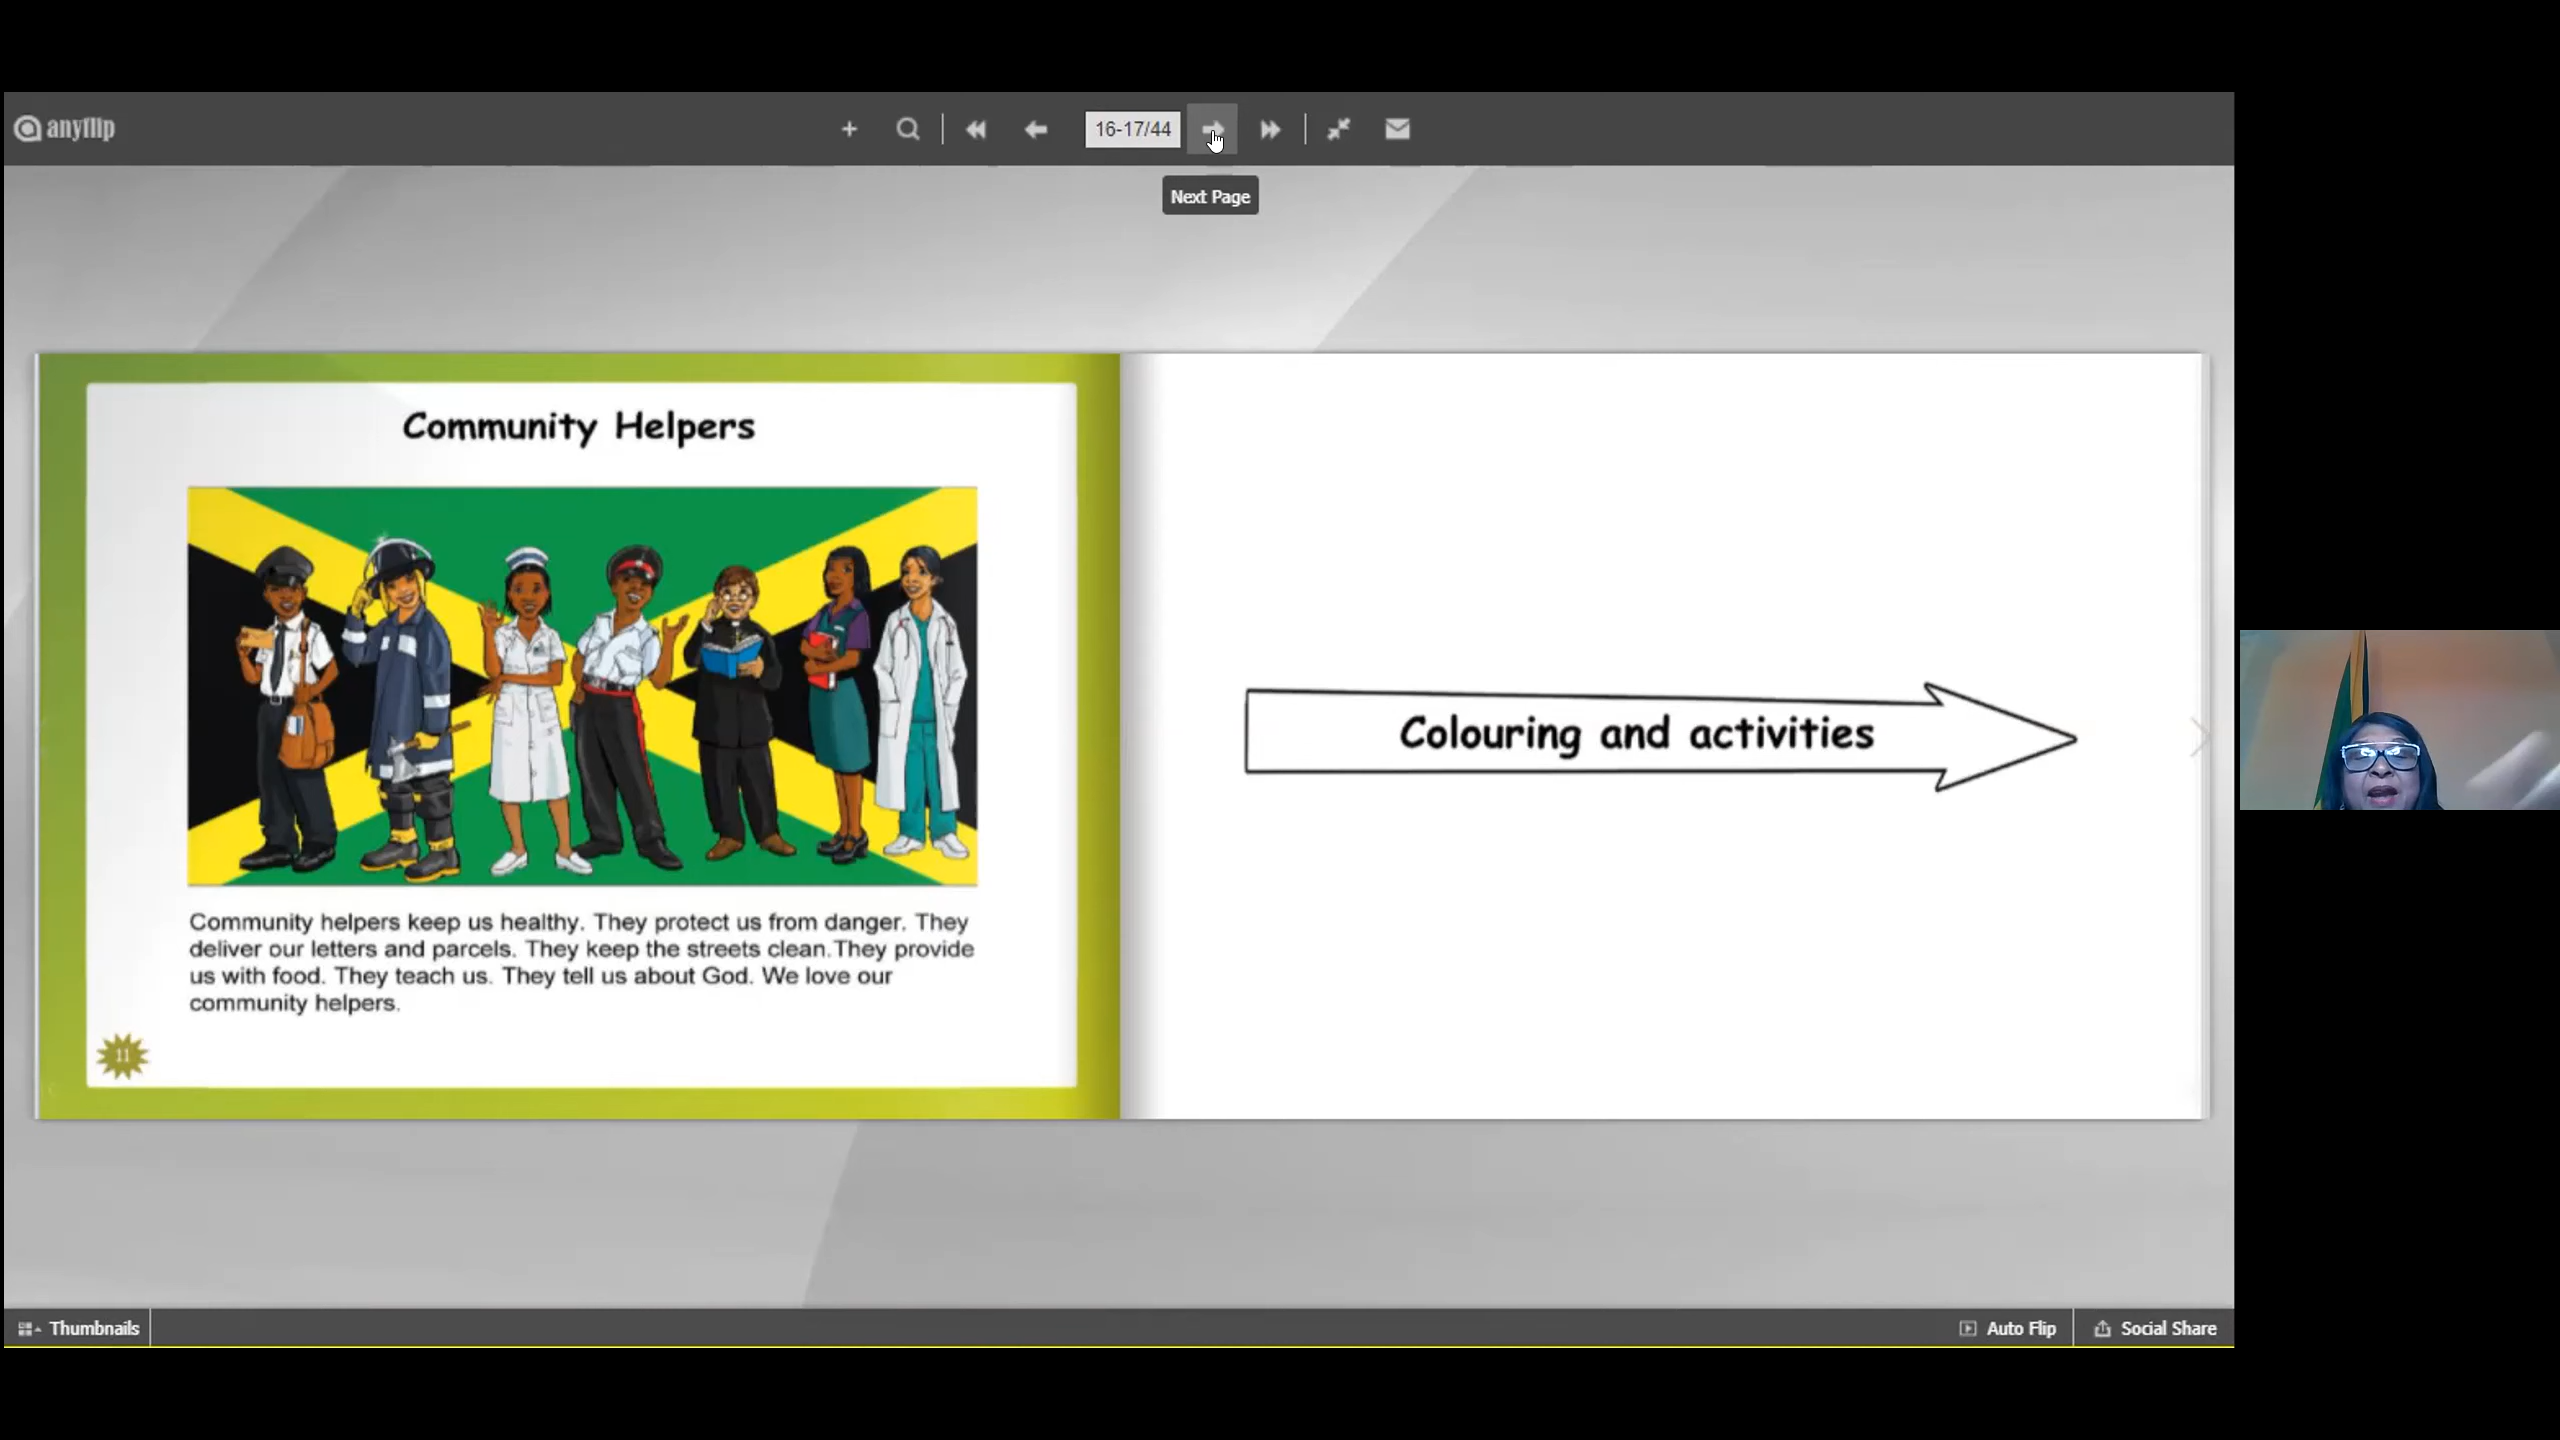 anyflip
16-17/44
Next Page
Community Helpers
Community helpers keep us healthy. They protect us from danger. They
deliver our letters and parcels. They keep the streets clean.They provide
us with food. They teach us. They tell us about God. We love our
community helpers.
11
Colouring and activities
Thumbnails
Auto Flip
Social Share